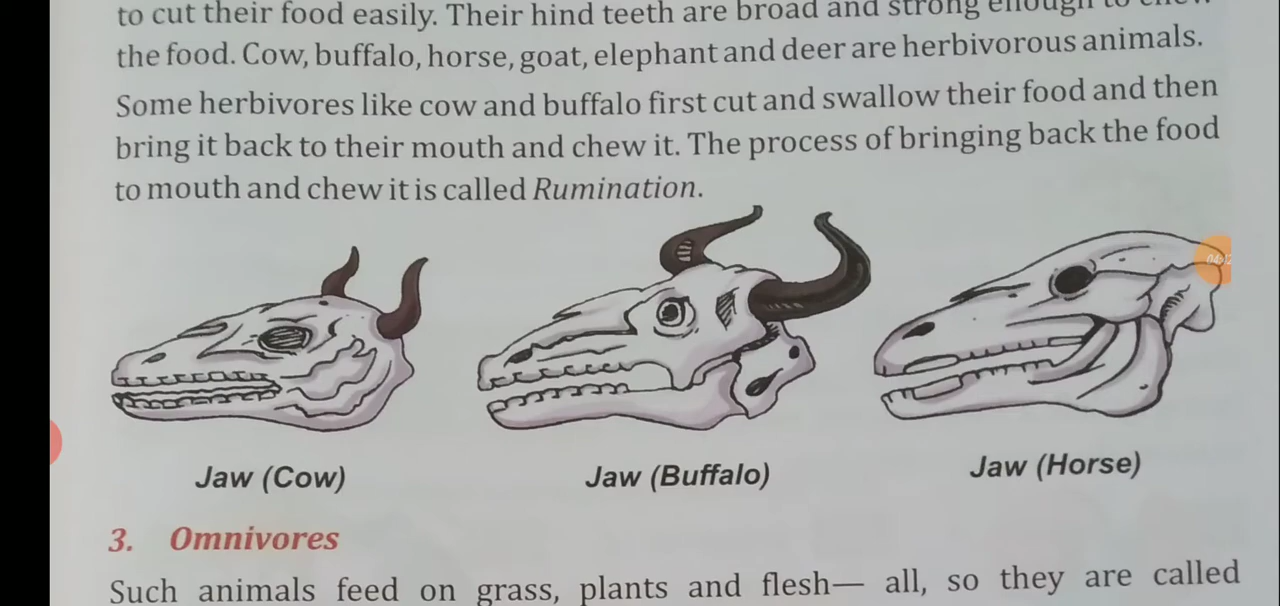 to cut their food easily. Their hind teeth are broad and strong enough to chew
the food. Cow, buffalo, horse, goat, elephant and deer are herbivorous animals.
Some herbivores like cow and buffalo first cut and swallow their food and then
bring it back to their mouth and chew it. The process of bringing back the food
to mouth and chew it is called Rumination.
Jaw (Cow)
Jaw (Buffalo)
Jaw (Horse)
3. Omnivores
Such animals feed on grass, plants and flesh— all, so they are called